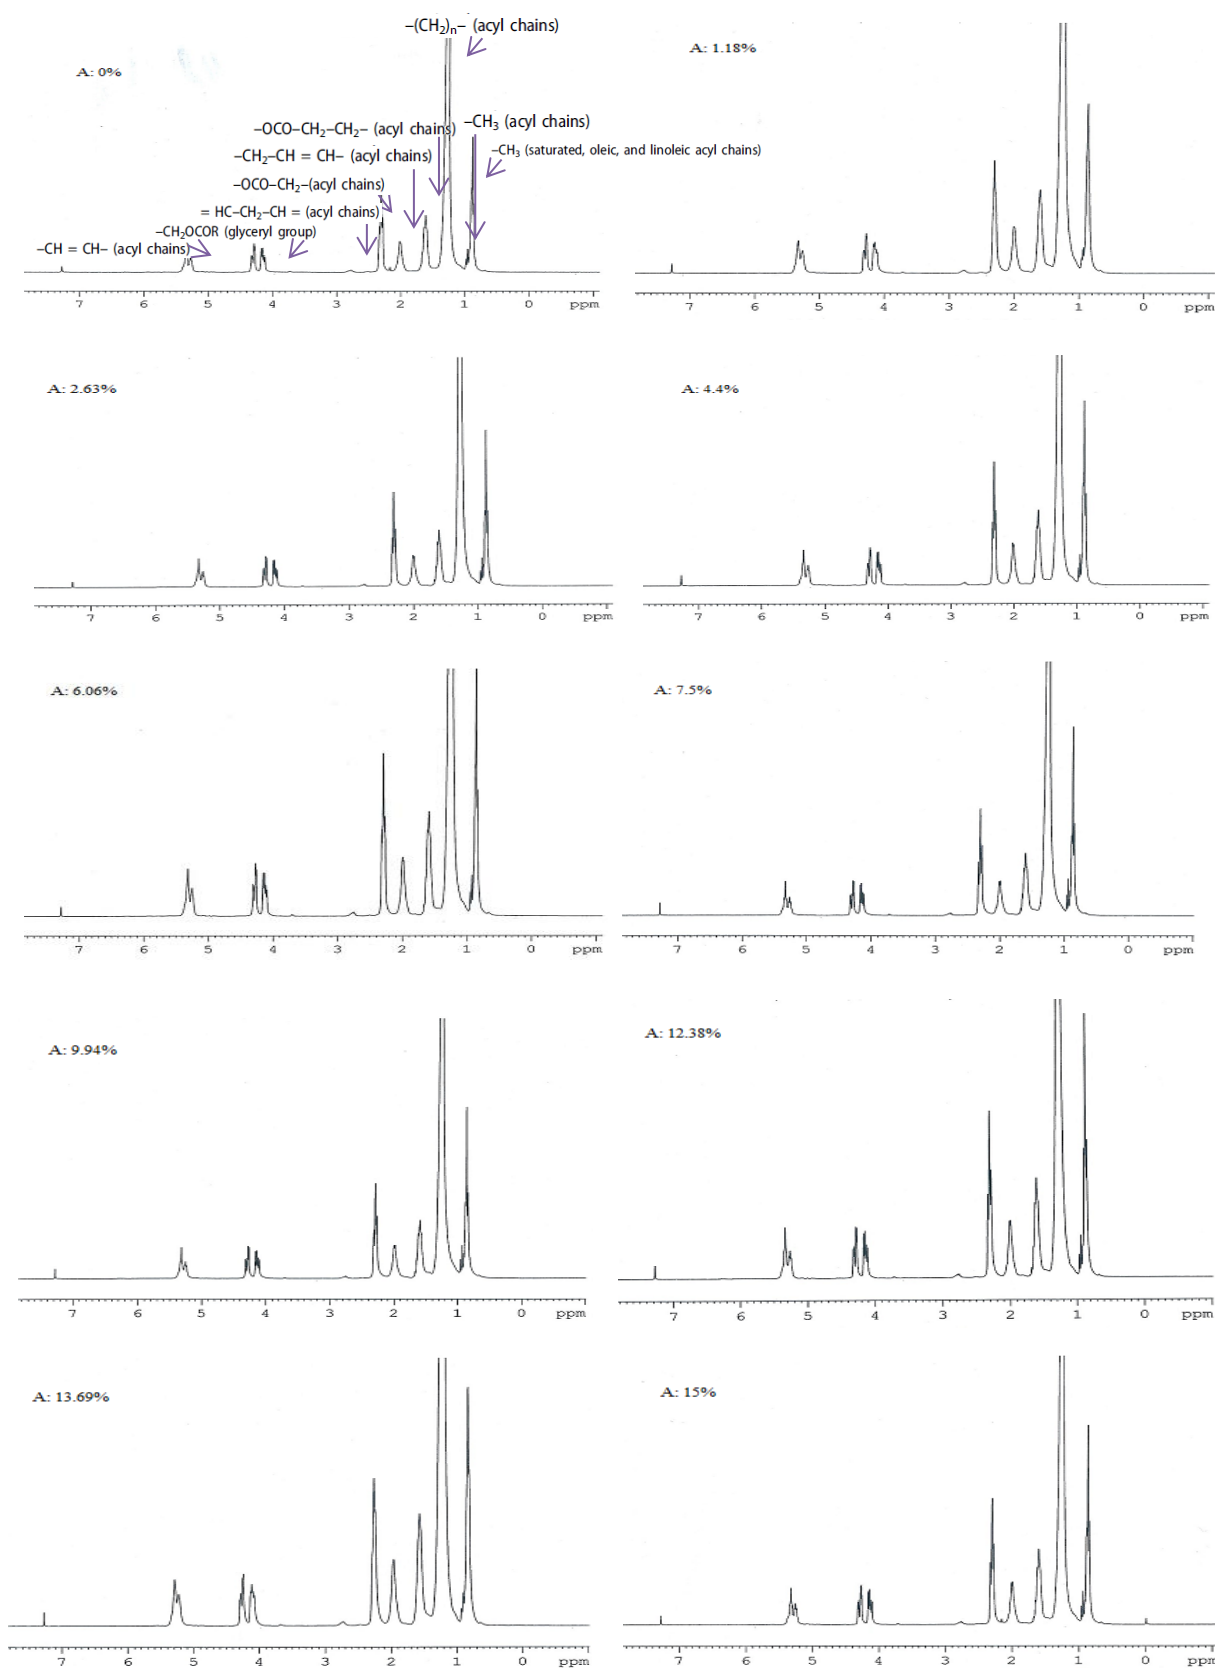 –(CH2)n– (acyl chains)
A: 0%
–OCO–CH2–CH2– (acyl chains)
–CH3 (acyl chains)
–CH2–CH = CH– (acyl chains)
–CH3 (saturated, oleic, and linoleic acyl chains)
–OCO–CH2–(acyl chains)
= HC–CH2–CH = (acyl chains)
–CH2OCOR (glyceryl group)
–CH = CH– (acyl chains)
7 6 5 4 3 2 1 ppm
A: 1.18%
7 6 5 4 3 2 1 0 ppm
A: 2.63%
7 6 5 4 3 2 1 0 ppm
A: 4.4%
7 6 5 4 3 2 1 0 ppm
A: 6.06%
7 6 5 4 3 2 1 0 ppm
A: 7.5%
7 6 5 4 3 2 1 0 ppm
A: 9.94%
7 6 5 4 3 2 1 0 ppm
A: 12.38%
7 6 5 4 3 2 1 0 ppm
A: 13.69%
7 6 5 4 3 2 1 0 ppm
A: 15%
7 6 5 4 3 2 1 0 ppm